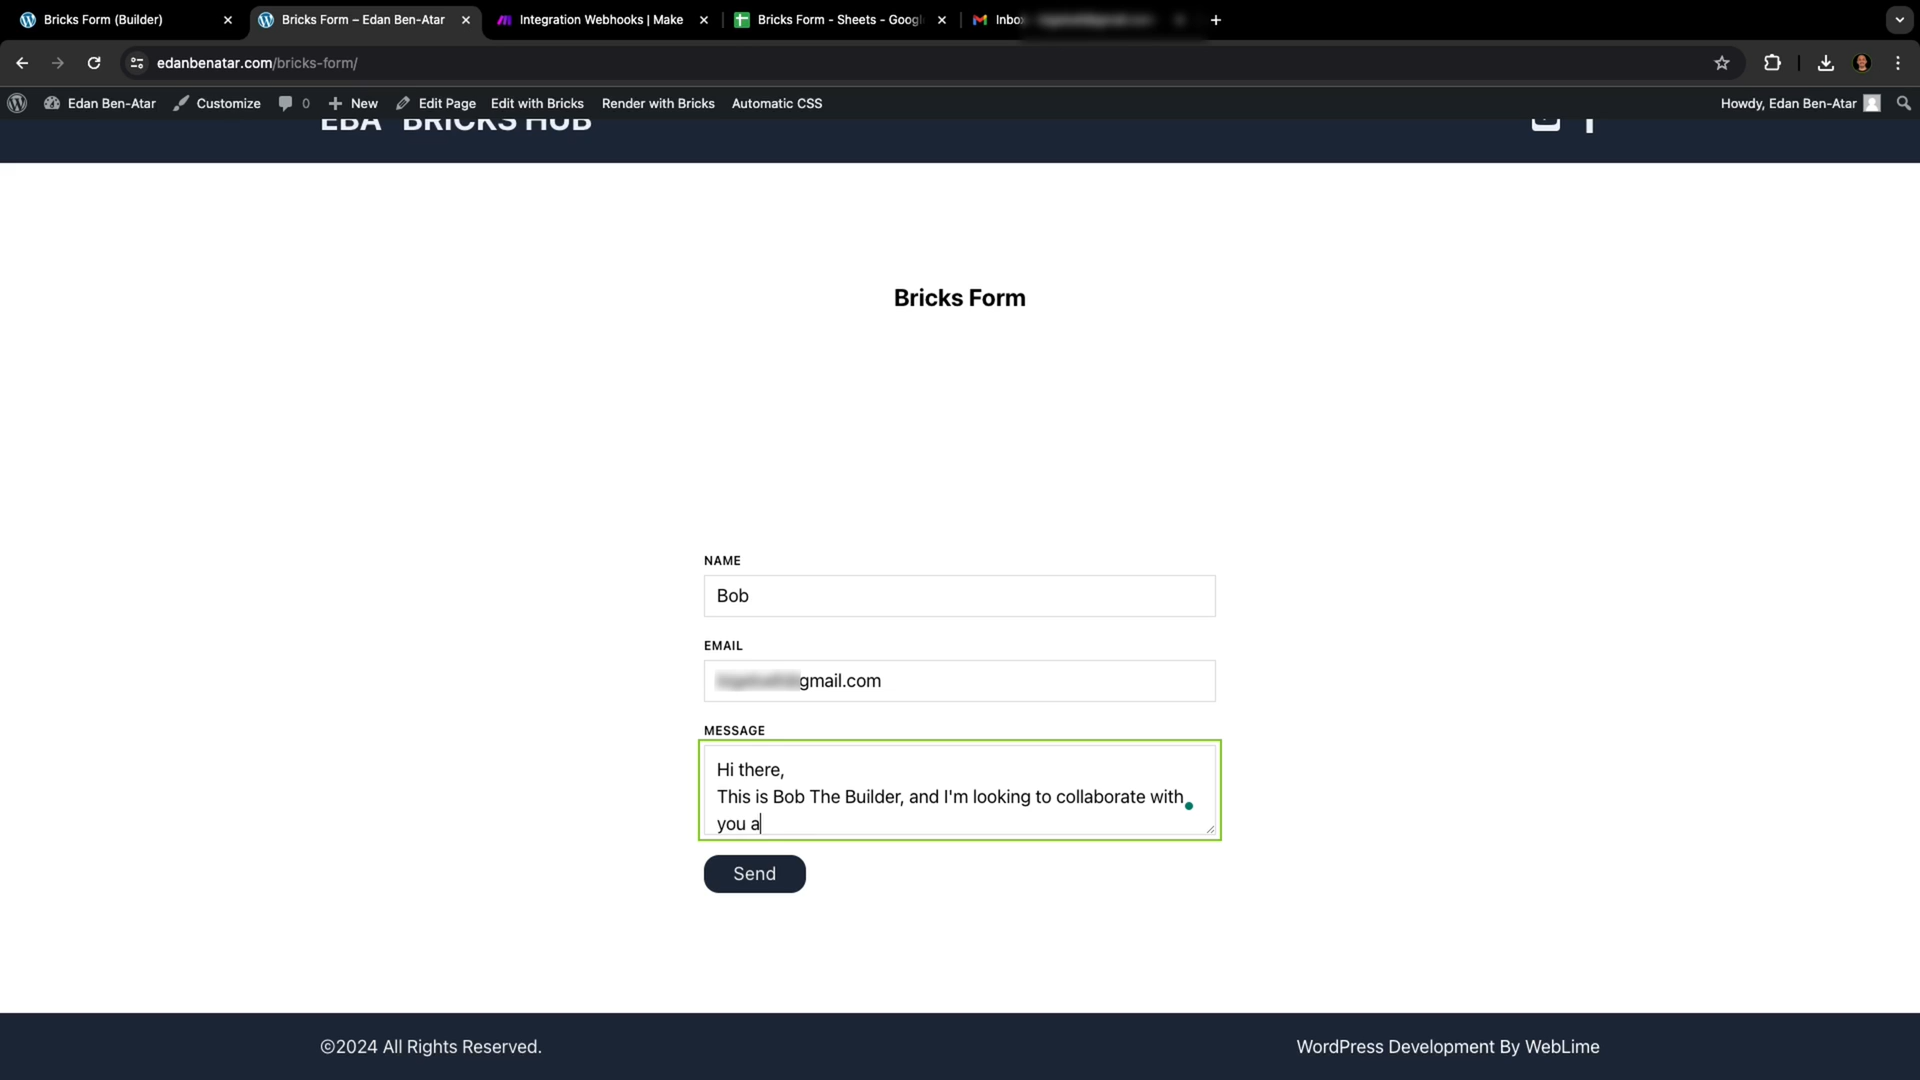 Bricks Form (Builder)
Bricks Form – Edan Ben-Atar
Integration Webhooks | Make
Bricks Form - Sheets - Googl
Inbo
edanbenatar.com/bricks-form/
Edan Ben-Atar
Customize
0
New
Edit Page
Edit with Bricks
Render with Bricks
Automatic CSS
Howdy, Edan Ben-Atar
EBA BRICKS HUB
Bricks Form
NAME
Bob
EMAIL
gmail.com
MESSAGE
Hi there,
This is Bob The Builder, and I'm looking to collaborate with
you a
Send
©2024 All Rights Reserved.
WordPress Development By WebLime